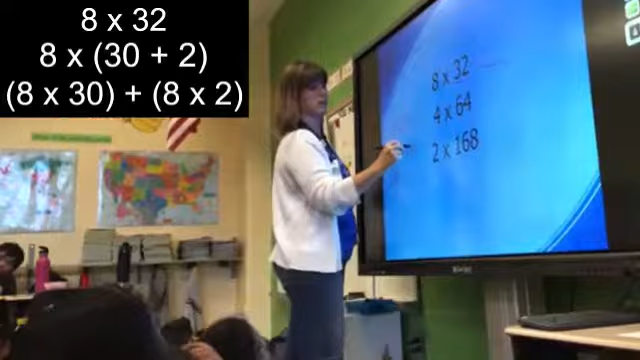 8 x 32
8 x (30 + 2)
(8 x 30) + (8 x 2)
8 x 32
4 x 64
2 x 168